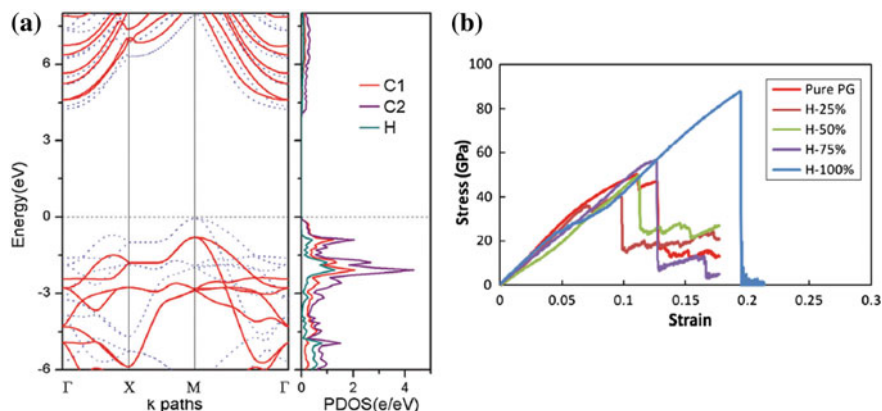 (a)
6
3
0
-3
-6
Energy(eV)
Γ
X
M
Γ
k paths
C1
C2
H
0
2
4
PDOS(e/eV)
(b)
100
80
60
40
20
0
Stress (GPa)
0
0.05
0.1
0.15
0.2
0.25
0.3
Strain
Pure PG
H-25%
H-50%
H-75%
H-100%